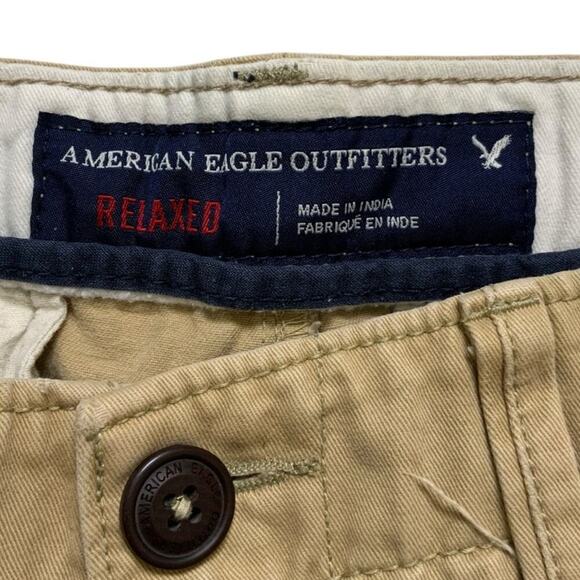 AMERICAN EAGLE OUTFITTERS
RELAXED
MADE IN INDIA
FABRIQUÉ EN INDE
AMERICAN EAGLE